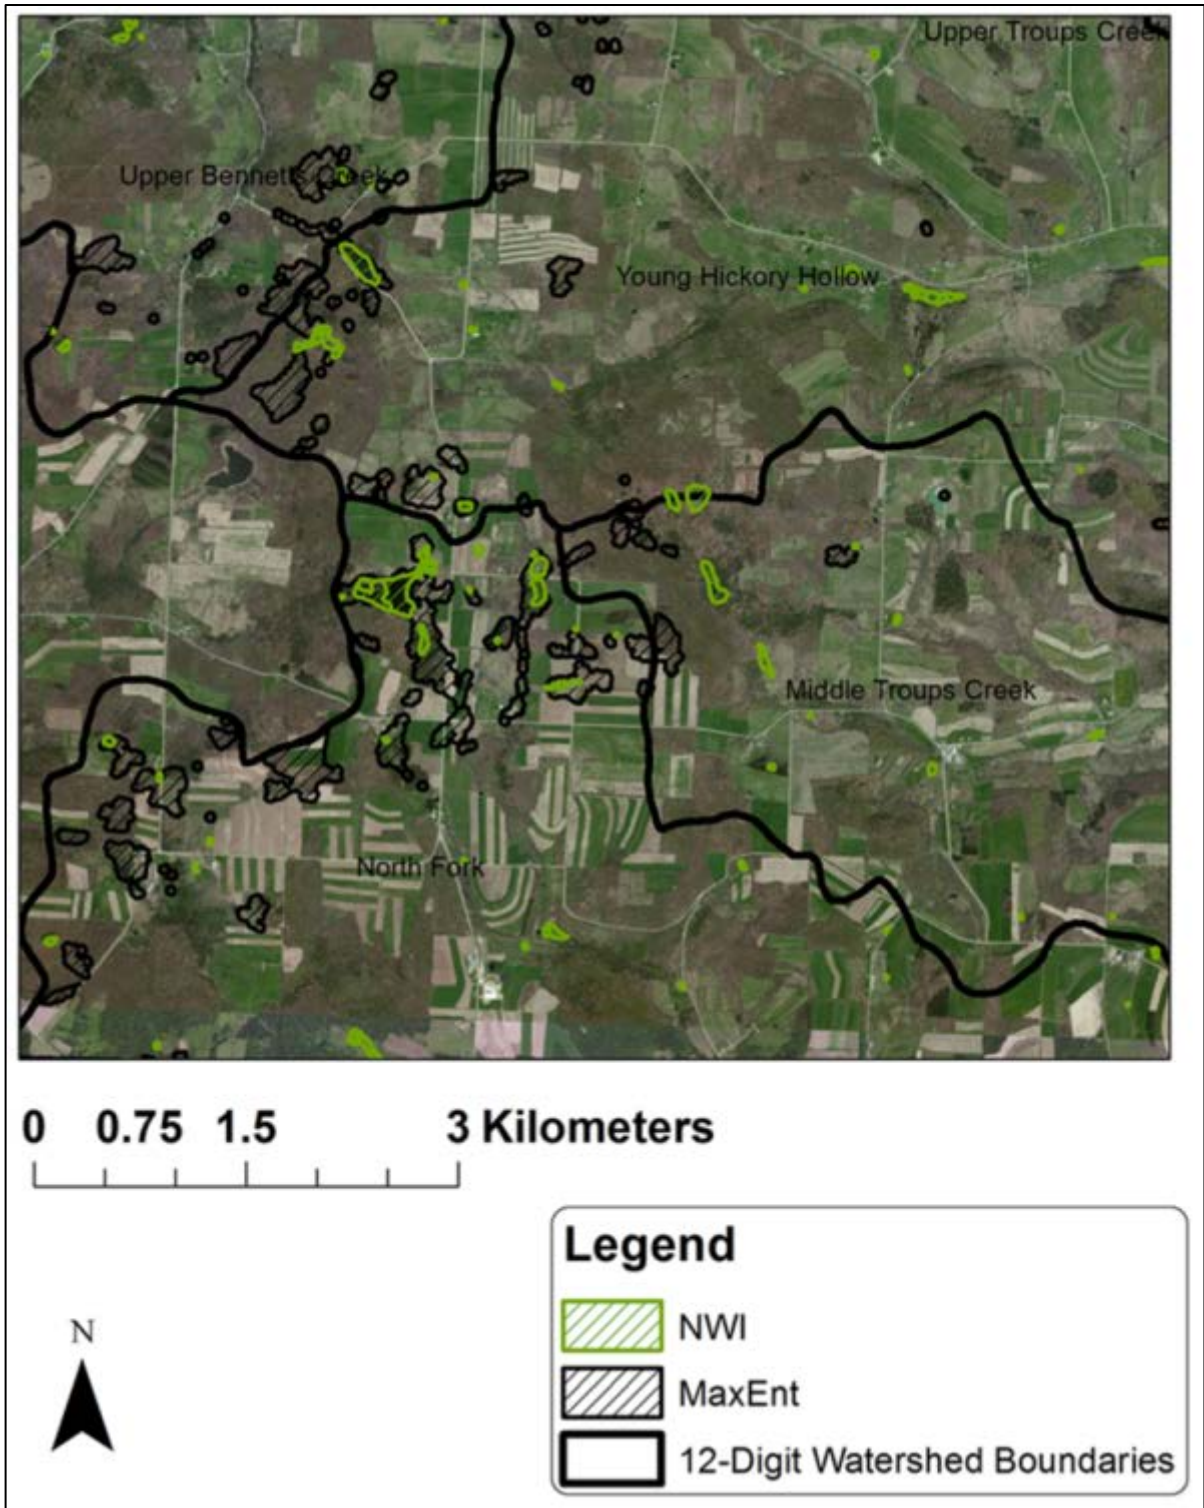 Upper Troups Creek
Upper Bennetts Creek
Young Hickory Hollow
Middle Troups Creek
North Fork
0 0.75 1.5 3 Kilometers
Legend
N
NWI
MaxEnt
12-Digit Watershed Boundaries